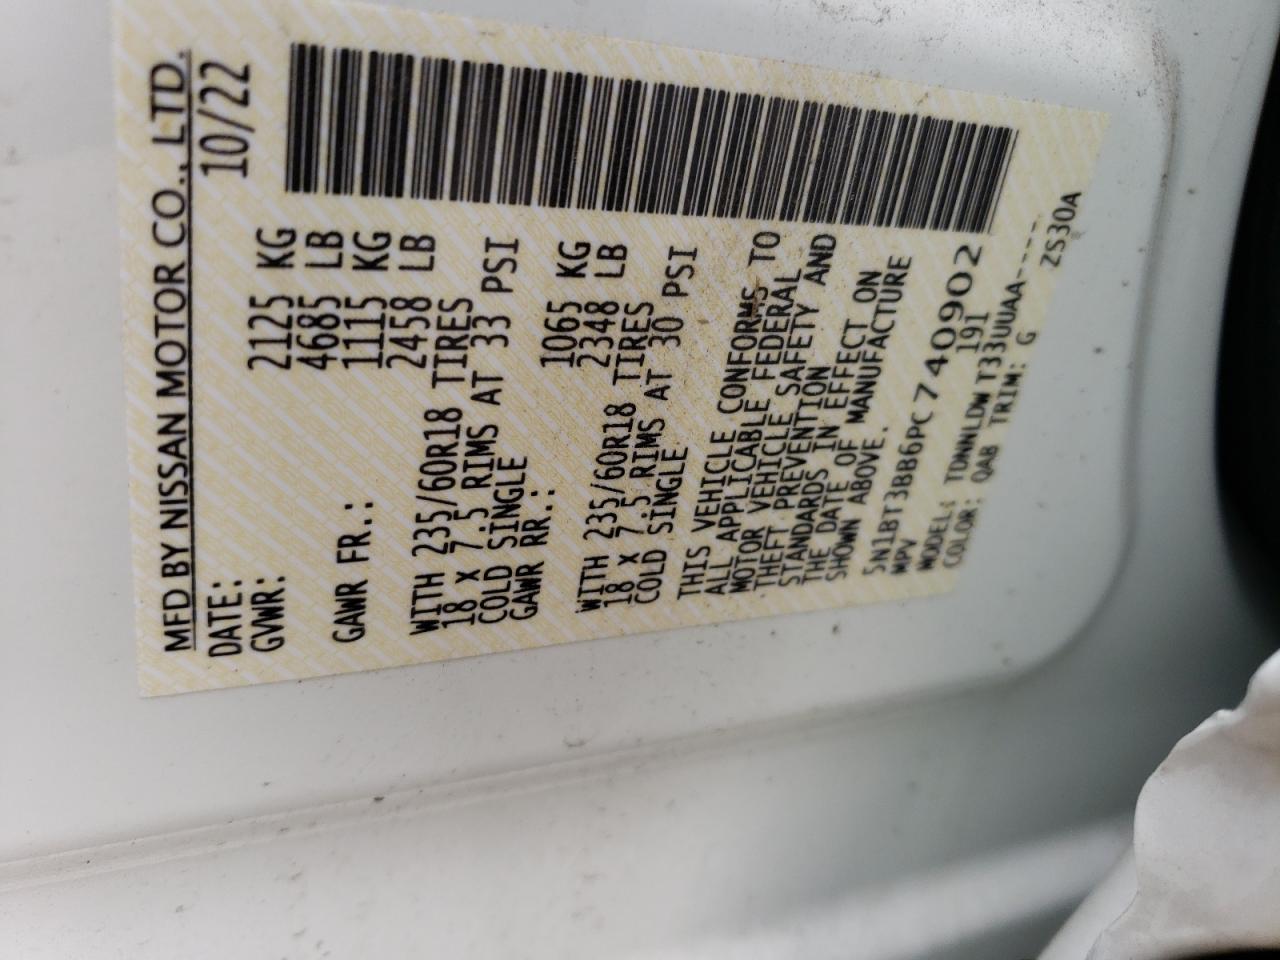 MFD BY NISSAN MOTOR CO., LTD.
DATE: 10/22
GVWR: 2125 KG
4685 LB
GAWR FR.: 1115 KG
2458 LB
WITH 235/60R18 TIRES
18 x 7.5 RIMS AT 33 PSI
COLD SINGLE
GAWR RR.: 1065 KG
2348 LB
WITH 235/60R18 TIRES
18 x 7.5 RIMS AT 30 PSI
COLD SINGLE
THIS VEHICLE CONFORMS TO
ALL APPLICABLE FEDERAL
MOTOR VEHICLE SAFETY AND
THEFT PREVENTION
STANDARDS IN EFFECT ON
THE DATE OF MANUFACTURE
SHOWN ABOVE.
5N1BT3BB6PC740902
MPV 191
MODEL: TDNNLDW T33UUAA----
COLOR: QAB TRIM: G ZS30A